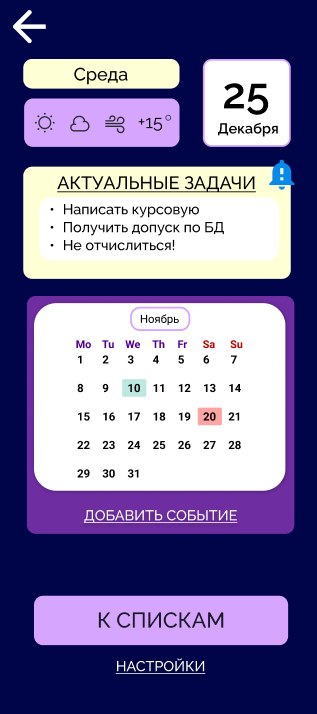 Среда
25
Декабря
+15°
АКТУАЛЬНЫЕ ЗАДАЧИ
• Написать курсовую
• Получить допуск по БД
• Не отчислиться!
Ноябрь
Mo Tu We Th Fr Sa Su
1 2 3 4 5 6 7
8 9 10 11 12 13 14
15 16 17 18 19 20 21
22 23 24 25 26 27 28
29 30 31
ДОБАВИТЬ СОБЫТИЕ
К СПИСКАМ
НАСТРОЙКИ